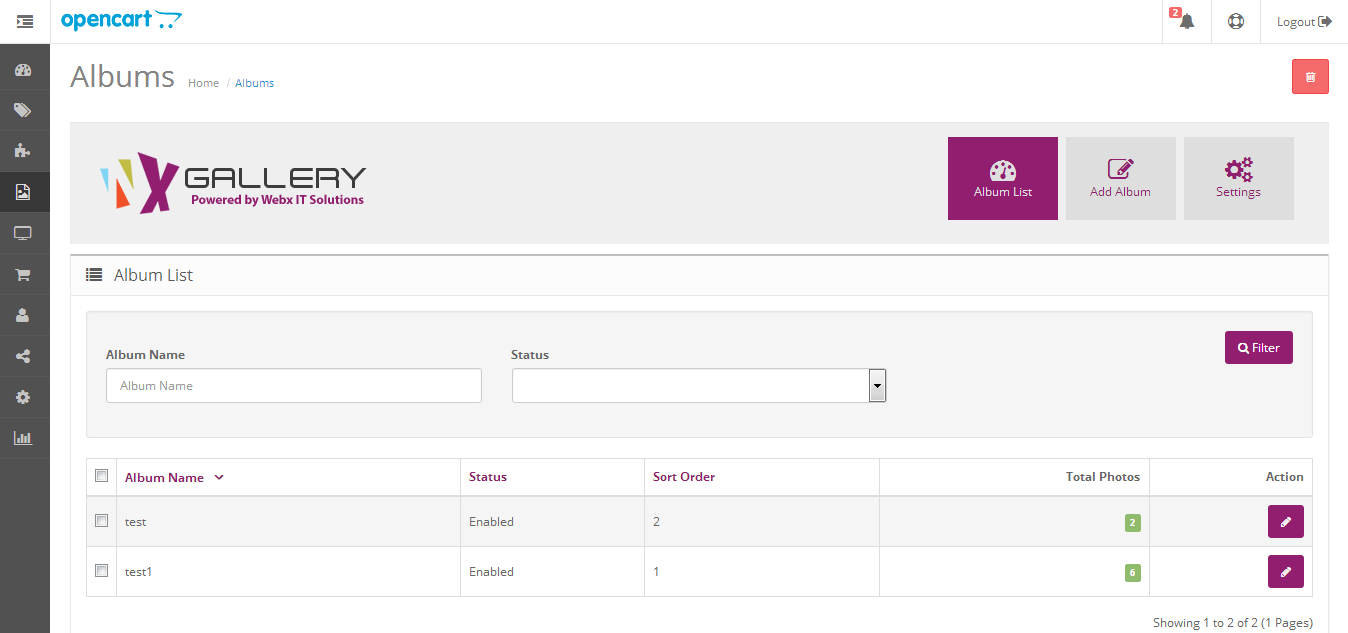 opencart
2
Logout
Albums Home / Albums
GALLERY
Powered by Webx IT Solutions
Album List Add Album Settings
Album List
Album Name Status
Filter
Album Name
Album Name Status Sort Order Total Photos Action
test Enabled 2 2
test1 Enabled 1 6
Showing 1 to 2 of 2 (1 Pages)